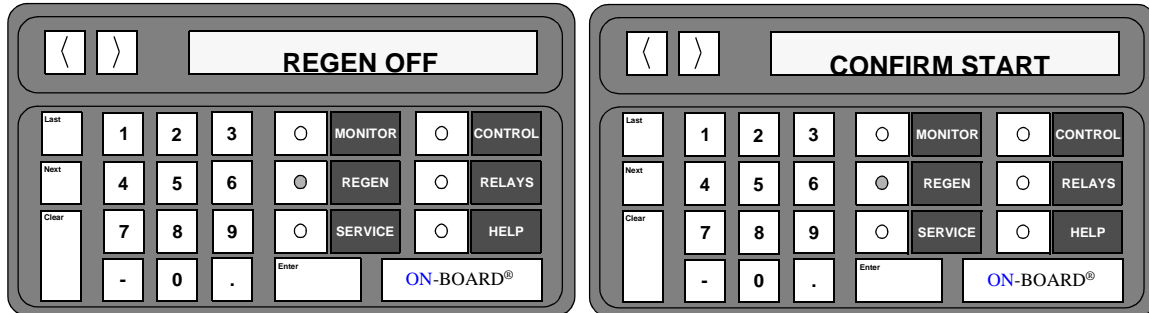 〈 〉 REGEN OFF
Last 1 2 3 MONITOR CONTROL
Next 4 5 6 REGEN RELAYS
Clear 7 8 9 SERVICE HELP
- 0 . Enter ON-BOARD®
〈 〉 CONFIRM START
Last 1 2 3 MONITOR CONTROL
Next 4 5 6 REGEN RELAYS
Clear 7 8 9 SERVICE HELP
- 0 . Enter ON-BOARD®